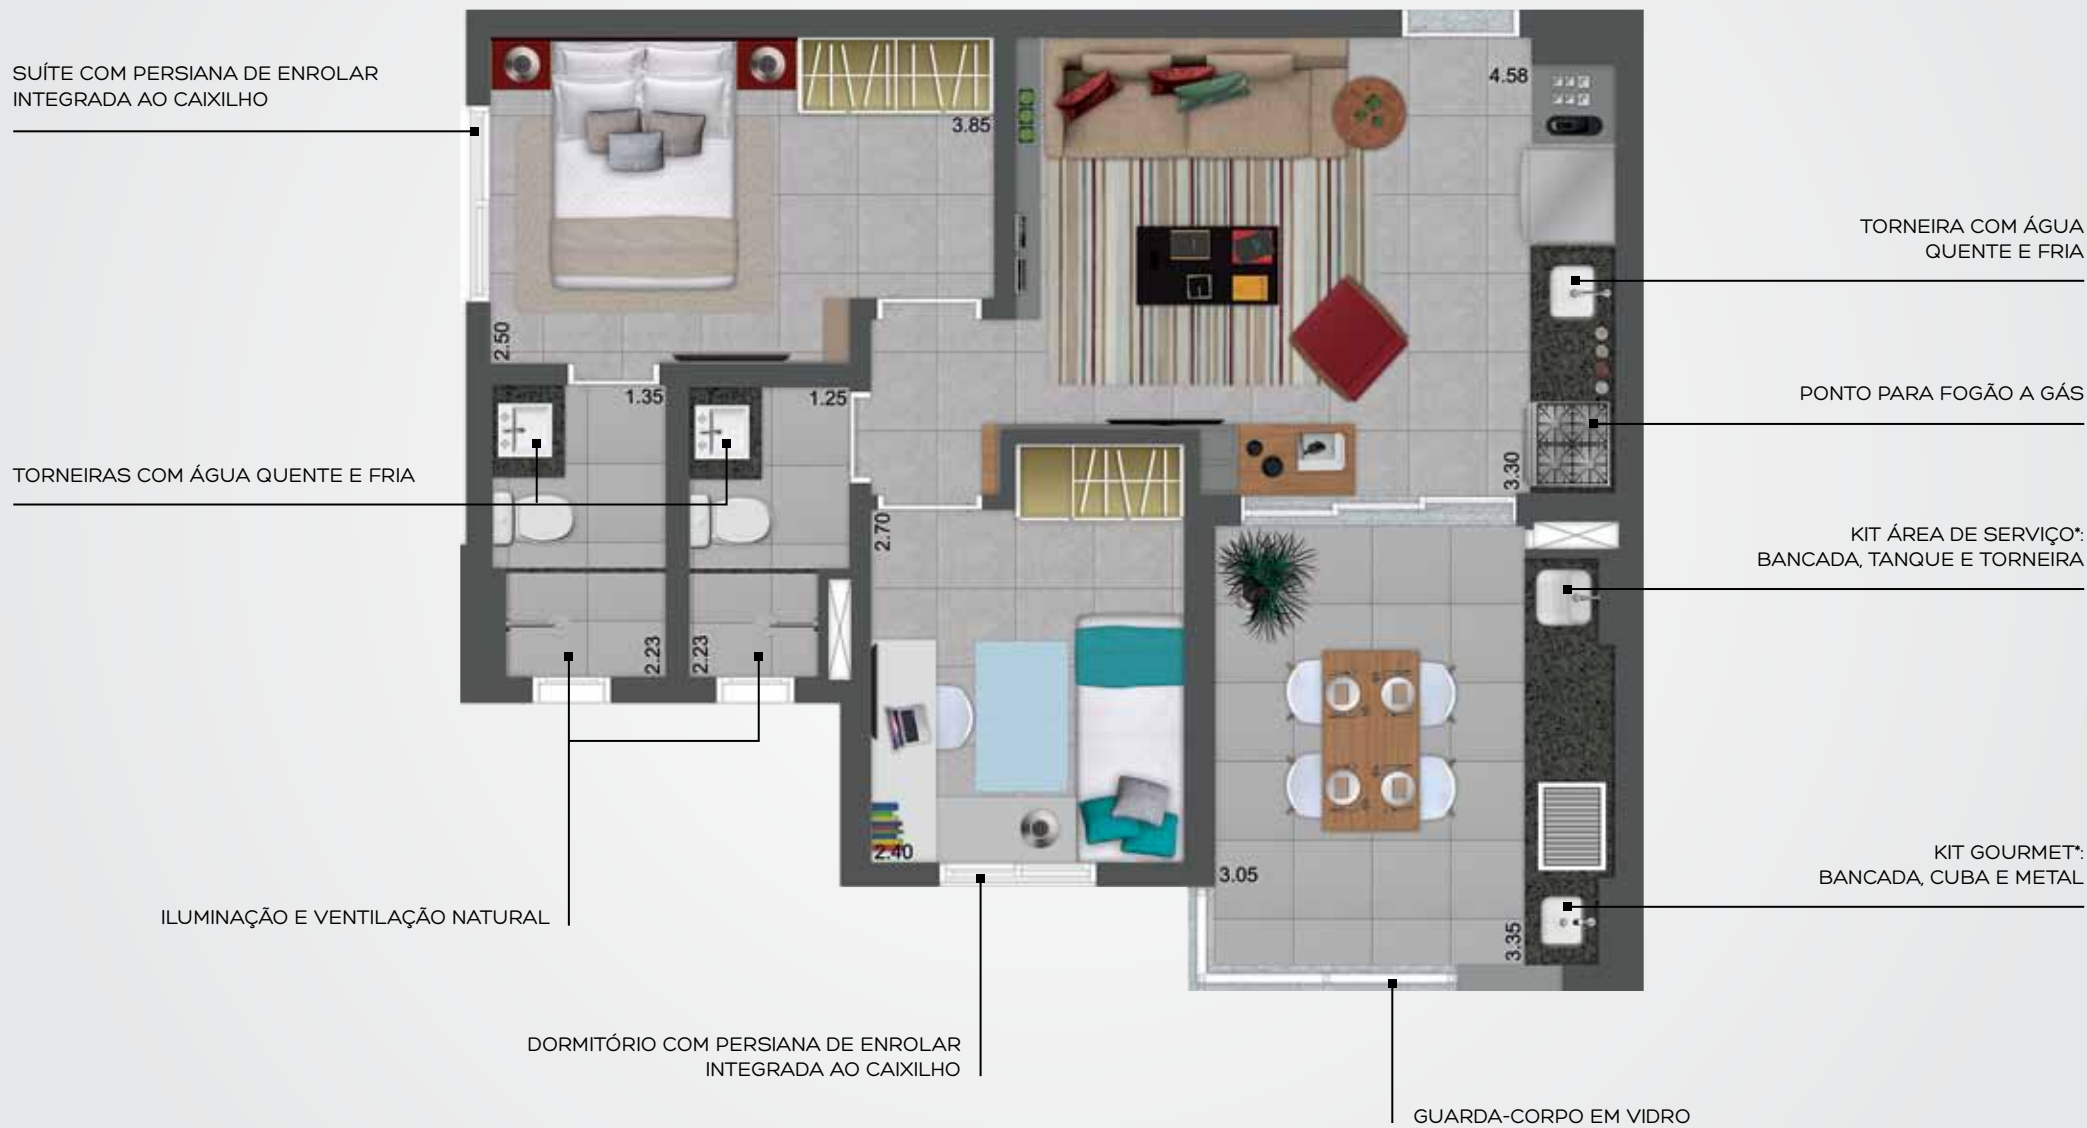 SUÍTE COM PERSIANA DE ENROLAR
INTEGRADA AO CAIXILHO
TORNEIRAS COM ÁGUA QUENTE E FRIA
ILUMINAÇÃO E VENTILAÇÃO NATURAL
DORMITÓRIO COM PERSIANA DE ENROLAR
INTEGRADA AO CAIXILHO
GUARDA-CORPO EM VIDRO
TORNEIRA COM ÁGUA
QUENTE E FRIA
PONTO PARA FOGÃO A GÁS
KIT ÁREA DE SERVIÇO*:
BANCADA, TANQUE E TORNEIRA
KIT GOURMET*:
BANCADA, CUBA E METAL
3.85
4.58
2.50
1.35
1.25
3.30
2.70
2.23
2.23
2.40
3.05
3.35